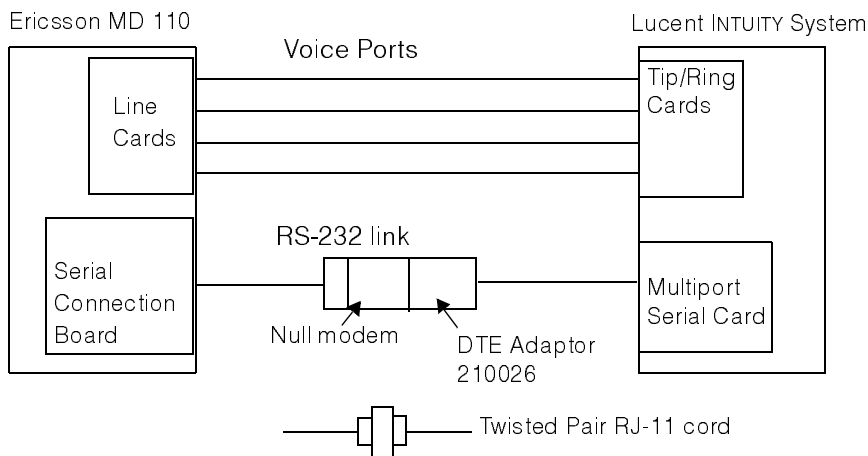 Ericsson MD 110
Lucent INTUITY System
Voice Ports
Line
Cards
Tip/Ring
Cards
RS-232 link
Serial
Connection
Board
Null modem
DTE Adaptor
210026
Multiport
Serial Card
Twisted Pair RJ-11 cord